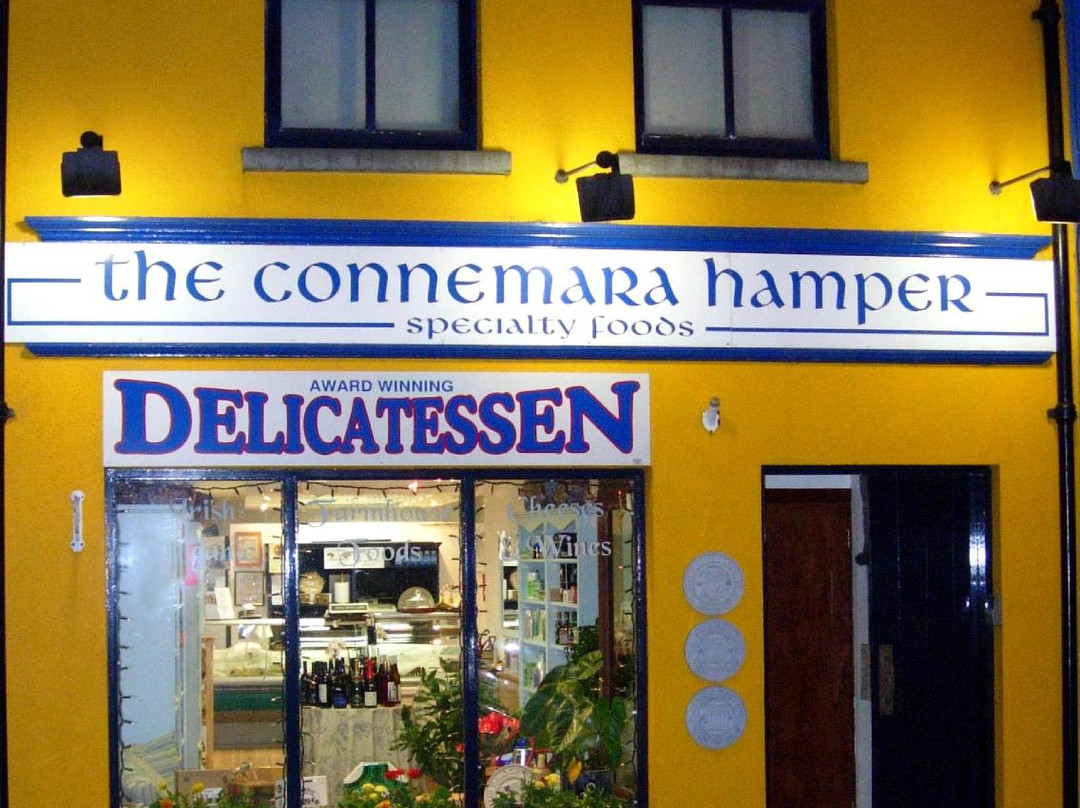 the connemara hamper
specialty foods
AWARD WINNING
DELICATESSEN
Irish Farmhouse Cheeses
Foods & Wines